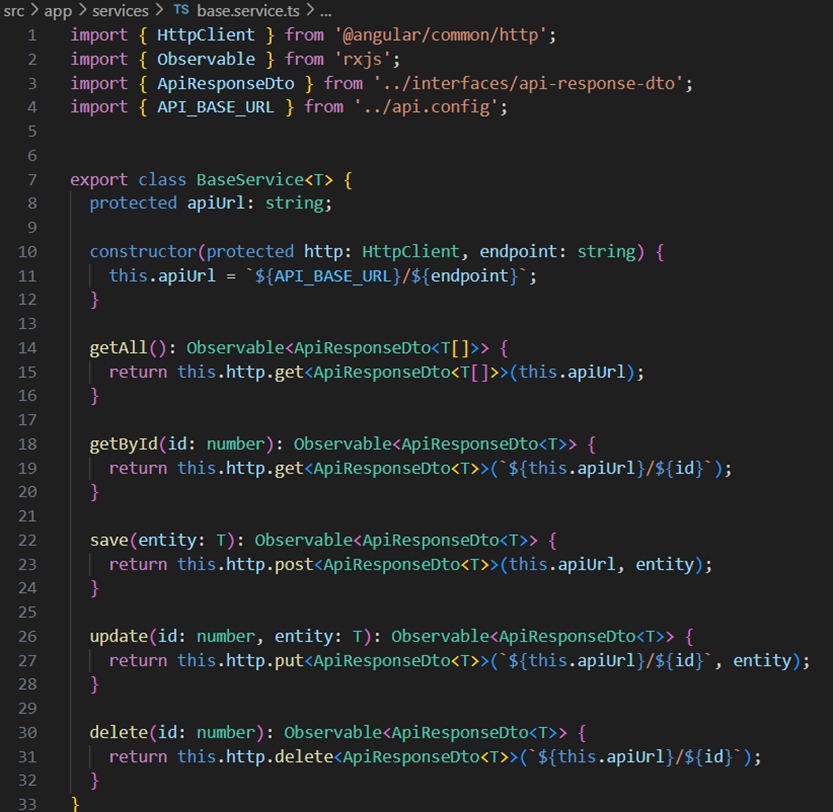 src > app > services > TS base.service.ts > ...
1 import { HttpClient } from '@angular/common/http';
2 import { Observable } from 'rxjs';
3 import { ApiResponseDto } from '../interfaces/api-response-dto';
4 import { API_BASE_URL } from '../api.config';
5
6
7 export class BaseService<T> {
8   protected apiUrl: string;
9
10   constructor(protected http: HttpClient, endpoint: string) {
11     this.apiUrl = `${API_BASE_URL}/${endpoint}`;
12   }
13
14   getAll(): Observable<ApiResponseDto<T[]>> {
15     return this.http.get<ApiResponseDto<T[]>>(this.apiUrl);
16   }
17
18   getById(id: number): Observable<ApiResponseDto<T>> {
19     return this.http.get<ApiResponseDto<T>>(`${this.apiUrl}/${id}`);
20   }
21
22   save(entity: T): Observable<ApiResponseDto<T>> {
23     return this.http.post<ApiResponseDto<T>>(this.apiUrl, entity);
24   }
25
26   update(id: number, entity: T): Observable<ApiResponseDto<T>> {
27     return this.http.put<ApiResponseDto<T>>(`${this.apiUrl}/${id}`, entity);
28   }
29
30   delete(id: number): Observable<ApiResponseDto<T>> {
31     return this.http.delete<ApiResponseDto<T>>(`${this.apiUrl}/${id}`);
32   }
33 }